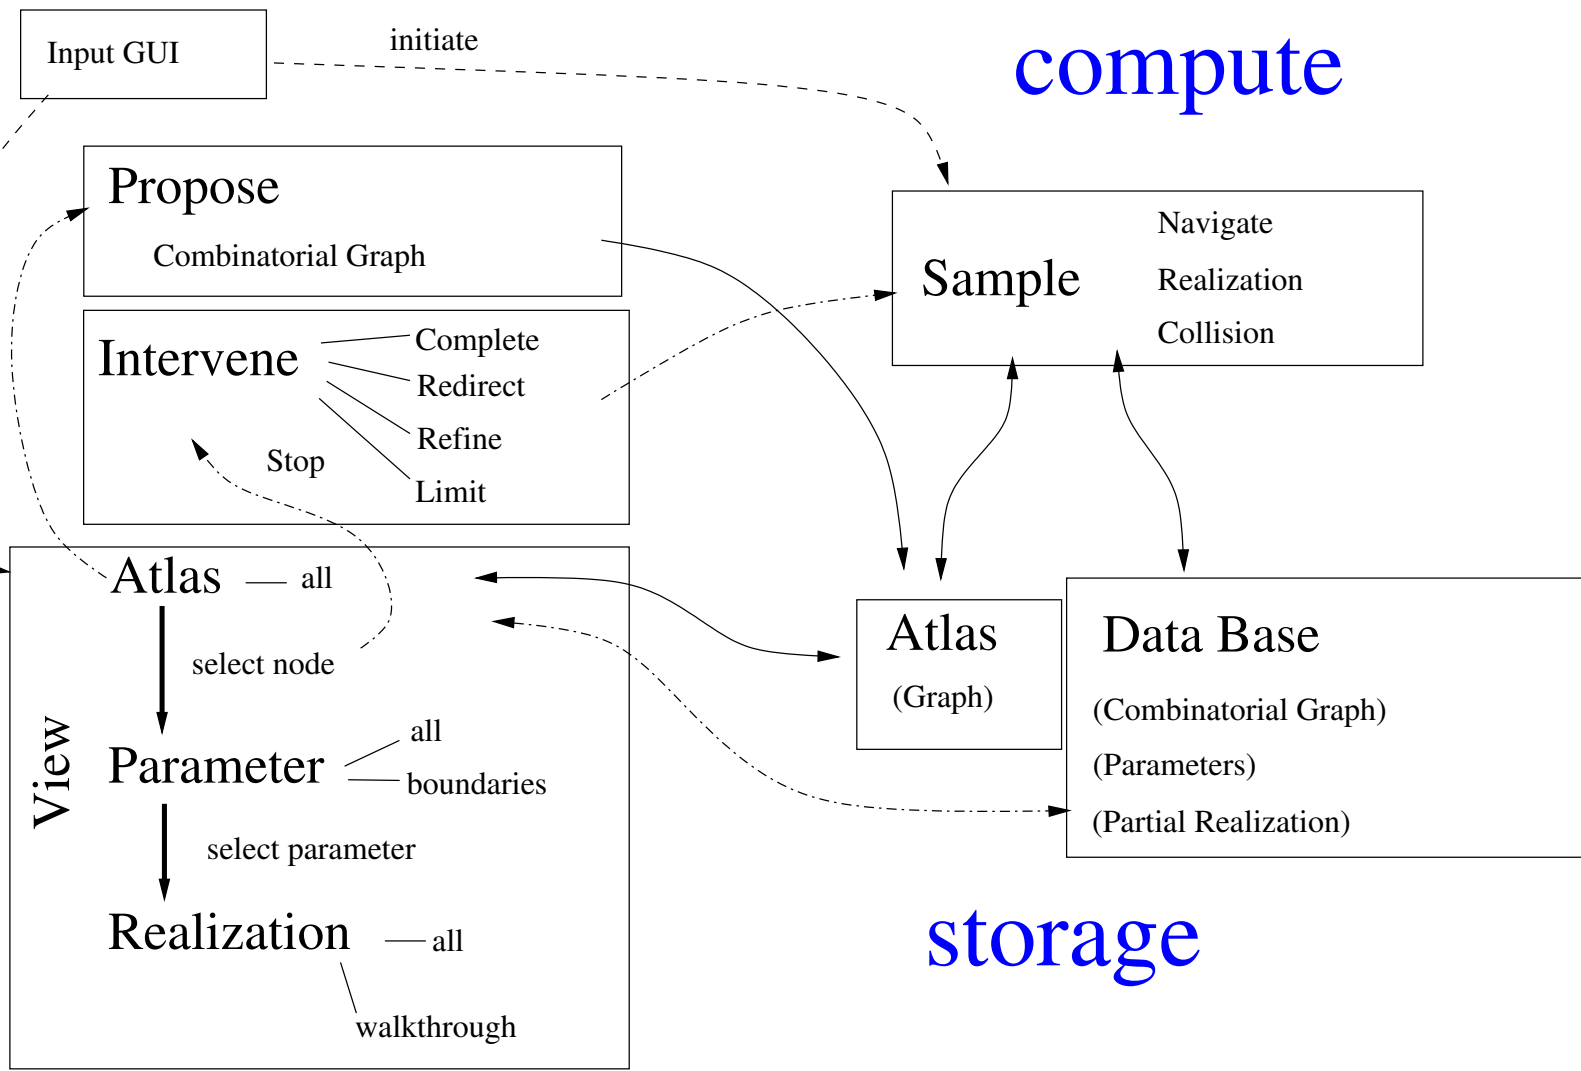 Input GUI
initiate
compute
Propose
Combinatorial Graph
Navigate
Sample
Realization
Collision
Intervene
Complete
Redirect
Refine
Limit
Stop
Atlas
all
select node
View
Parameter
all
boundaries
select parameter
Realization
all
walkthrough
Atlas
(Graph)
Data Base
(Combinatorial Graph)
(Parameters)
(Partial Realization)
storage